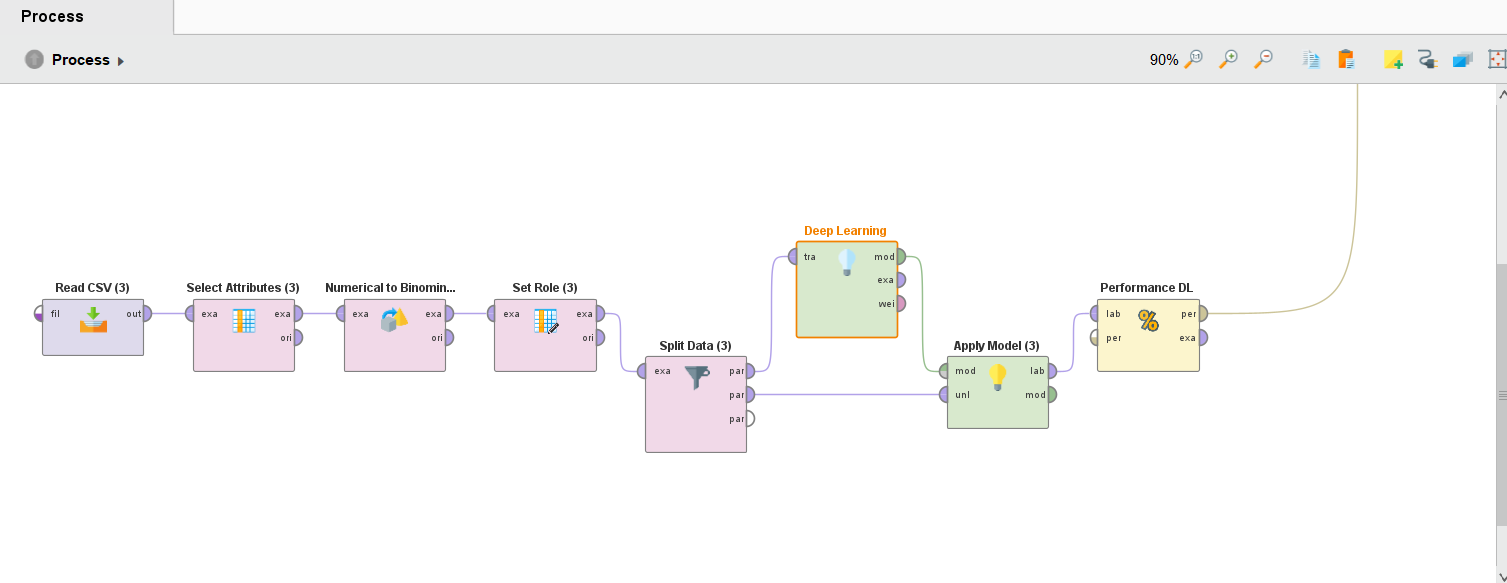 Process
Process
90%
Deep Learning
tra
mod
exa
wei
Read CSV (3)
fil
out
Select Attributes (3)
exa
exa
ori
Numerical to Binomin...
exa
exa
ori
Set Role (3)
exa
exa
ori
Split Data (3)
exa
par
par
par
Apply Model (3)
mod
lab
unl
mod
Performance DL
lab
per
per
exa
%